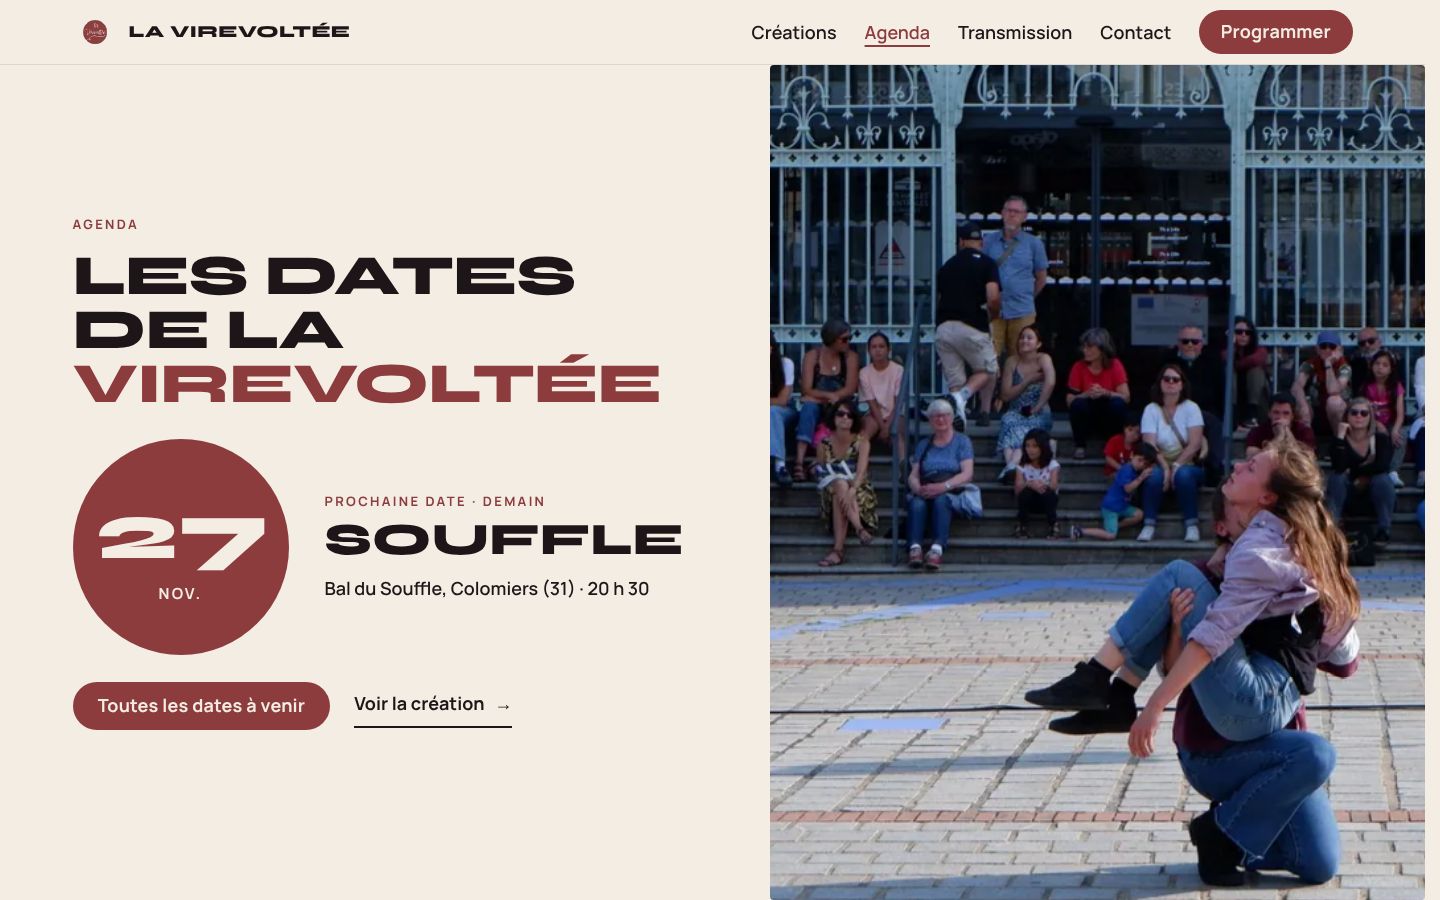 LA VIREVOLTÉE
Créations Agenda Transmission Contact Programmer
AGENDA
LES DATES
DE LA
VIREVOLTÉE
27
NOV.
PROCHAINE DATE · DEMAIN
SOUFFLE
Bal du Souffle, Colomiers (31) · 20 h 30
Toutes les dates à venir
Voir la création →